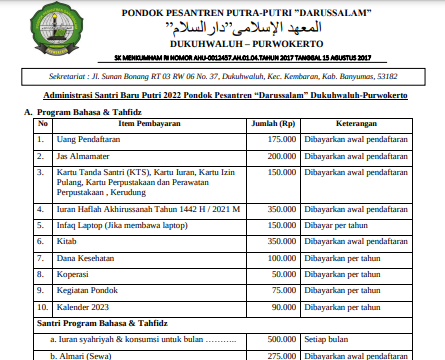 PONDOK PESANTREN PUTRA-PUTRI "DARUSSALAM"
المعهد الإسلامى"دار السلام"
DUKUHWALUH – PURWOKERTO
SK MENKUMHAM RI NOMOR AHU-0012457.AH.01.04.TAHUN 2017 TANGGAL 15 AGUSTUS 2017
Sekretariat : Jl. Sunan Bonang RT 03 RW 06 No. 37, Dukuhwaluh, Kec. Kembaran, Kab. Banyumas, 53182
Administrasi Santri Baru Putri 2022 Pondok Pesantren "Darussalam" Dukuhwaluh-Purwokerto
A. Program Bahasa & Tahfidz
No Item Pembayaran Jumlah (Rp) Keterangan
1. Uang Pendaftaran 175.000 Dibayarkan awal pendaftaran
2. Jas Almamater 200.000 Dibayarkan awal pendaftaran
3. Kartu Tanda Santri (KTS), Kartu Iuran, Kartu Izin 150.000 Dibayarkan awal pendaftaran
Pulang, Kartu Perpustakaan dan Perawatan
Perpustakaan , Kerudung
4. Iuran Haflah Akhirussanah Tahun 1442 H / 2021 M 350.000 Dibayarkan awal pendaftaran
5. Infaq Laptop (Jika membawa laptop) 150.000 Dibayar per tahun
6. Kitab 350.000 Dibayarkan awal pendaftaran
7. Dana Kesehatan 100.000 Dibayarkan per tahun
8. Koperasi 50.000 Dibayarkan per tahun
9. Kegiatan Pondok 75.000 Dibayarkan per tahun
10. Kalender 2023 90.000 Dibayarkan per tahun
Santri Program Bahasa & Tahfidz
a. Iuran syahriyah & konsumsi untuk bulan ……….. 500.000 Setiap bulan
b. Almari (Sewa) 275.000 Dibayarkan per tahun